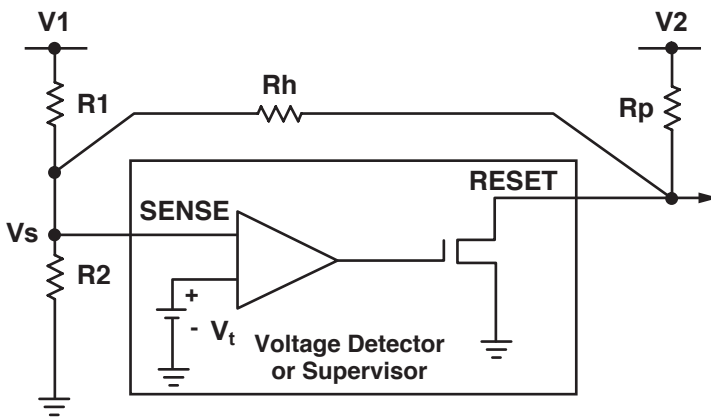 V1
V2
R1
Rh
Rp
RESET
SENSE
Vs
R2
+
-
Vt
Voltage Detector
or Supervisor